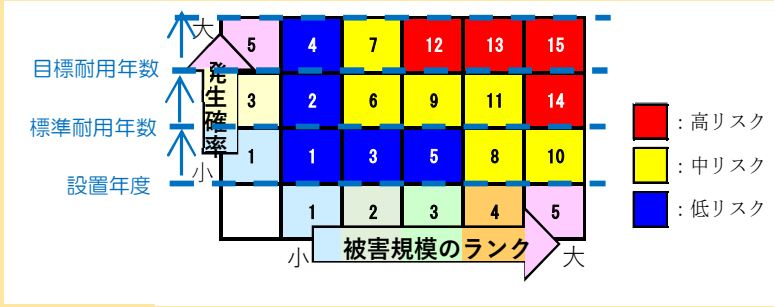 大
5 4 7 12 13 15
目標耐用年数
発生確率
3 2 6 9 11 14
: 高リスク
標準耐用年数
1 1 3 5 8 10
: 中リスク
小
設置年度
1 2 3 4 5
: 低リスク
小 被害規模のランク 大